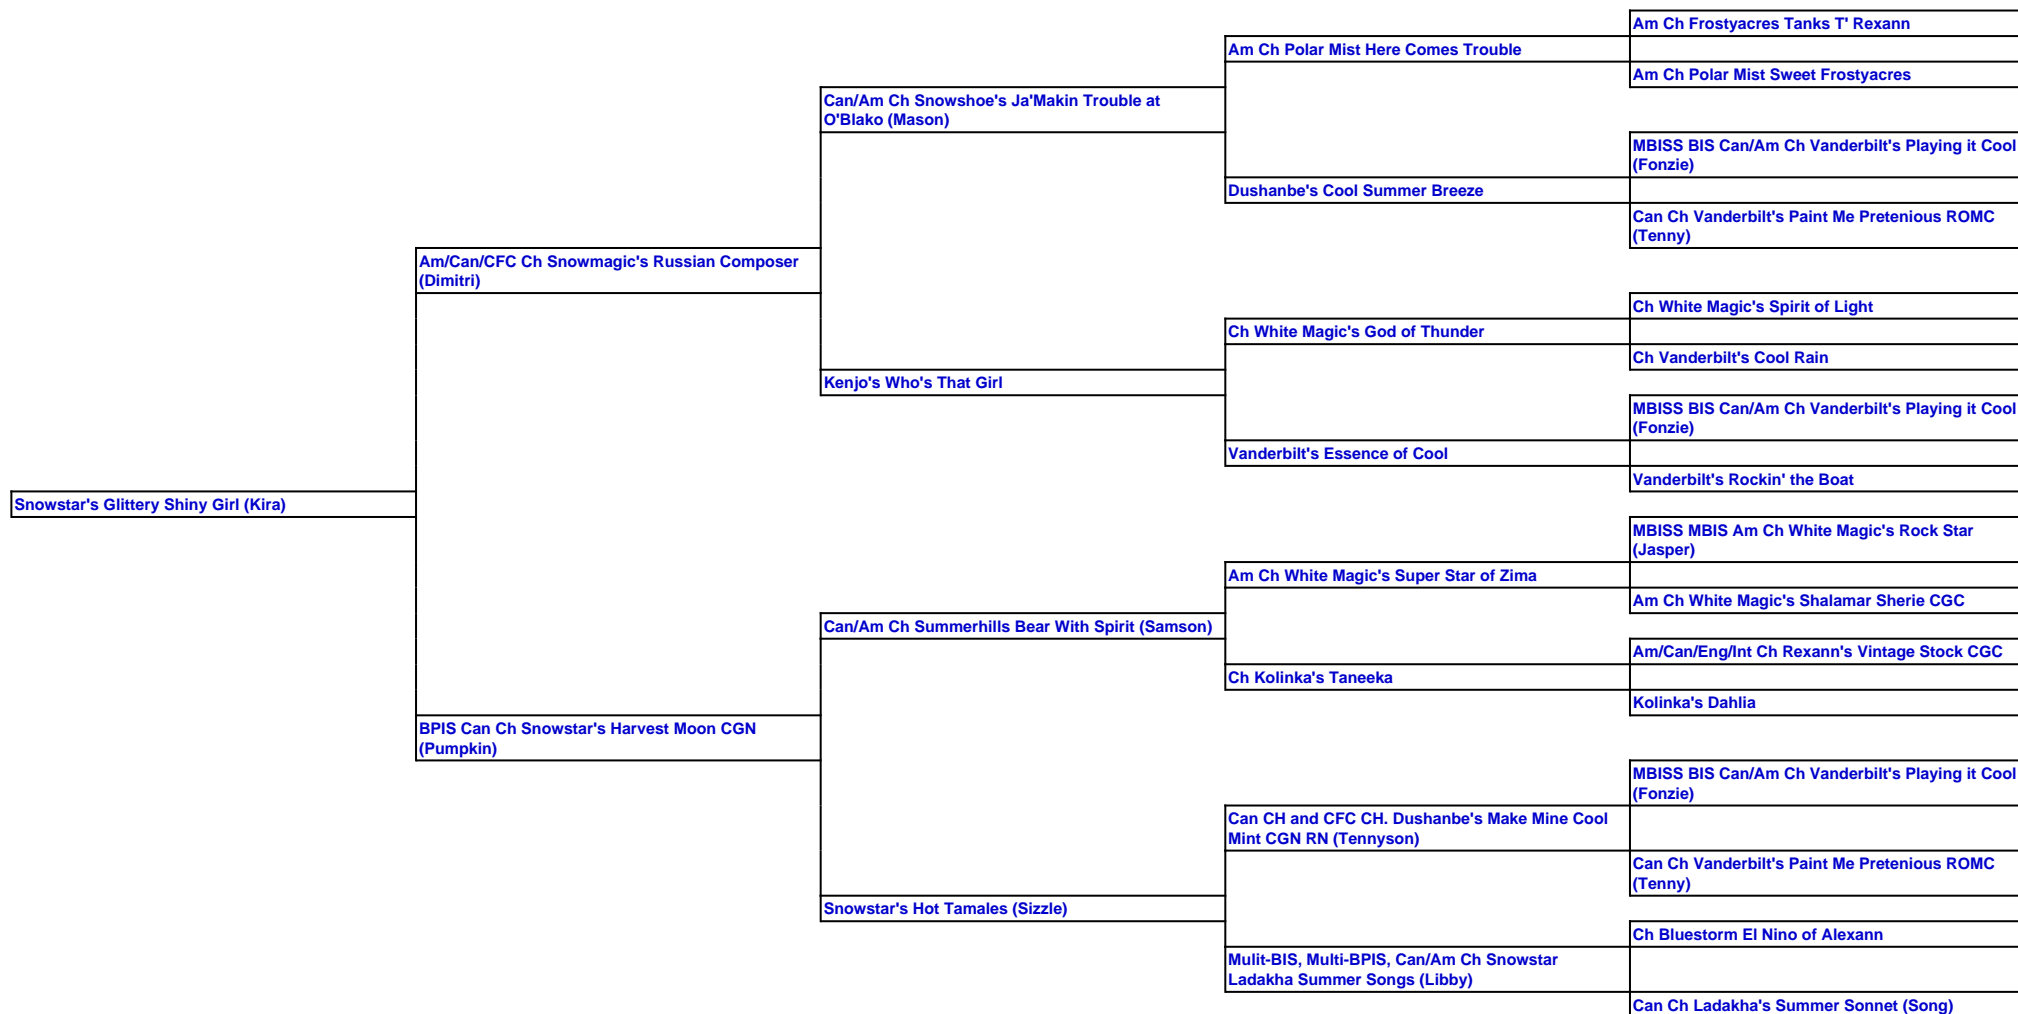 Am Ch Frostyacres Tanks T' Rexann
Am Ch Polar Mist Here Comes Trouble
Am Ch Polar Mist Sweet Frostyacres
Can/Am Ch Snowshoe's Ja'Makin Trouble at
O'Blako (Mason)
MBISS BIS Can/Am Ch Vanderbilt's Playing it Cool
(Fonzie)
Dushanbe's Cool Summer Breeze
Can Ch Vanderbilt's Paint Me Pretenious ROMC
(Tenny)
Am/Can/CFC Ch Snowmagic's Russian Composer
(Dimitri)
Ch White Magic's Spirit of Light
Ch White Magic's God of Thunder
Ch Vanderbilt's Cool Rain
Kenjo's Who's That Girl
MBISS BIS Can/Am Ch Vanderbilt's Playing it Cool
(Fonzie)
Vanderbilt's Essence of Cool
Vanderbilt's Rockin' the Boat
Snowstar's Glittery Shiny Girl (Kira)
MBISS MBIS Am Ch White Magic's Rock Star
(Jasper)
Am Ch White Magic's Super Star of Zima
Am Ch White Magic's Shalamar Sherie CGC
Can/Am Ch Summerhills Bear With Spirit (Samson)
Am/Can/Eng/Int Ch Rexann's Vintage Stock CGC
Ch Kolinka's Taneeka
Kolinka's Dahlia
BPIS Can Ch Snowstar's Harvest Moon CGN
(Pumpkin)
MBISS BIS Can/Am Ch Vanderbilt's Playing it Cool
(Fonzie)
Can CH and CFC CH. Dushanbe's Make Mine Cool
Mint CGN RN (Tennyson)
Can Ch Vanderbilt's Paint Me Pretenious ROMC
(Tenny)
Snowstar's Hot Tamales (Sizzle)
Ch Bluestorm El Nino of Alexann
Mulit-BIS, Multi-BPIS, Can/Am Ch Snowstar
Ladakha Summer Songs (Libby)
Can Ch Ladakha's Summer Sonnet (Song)